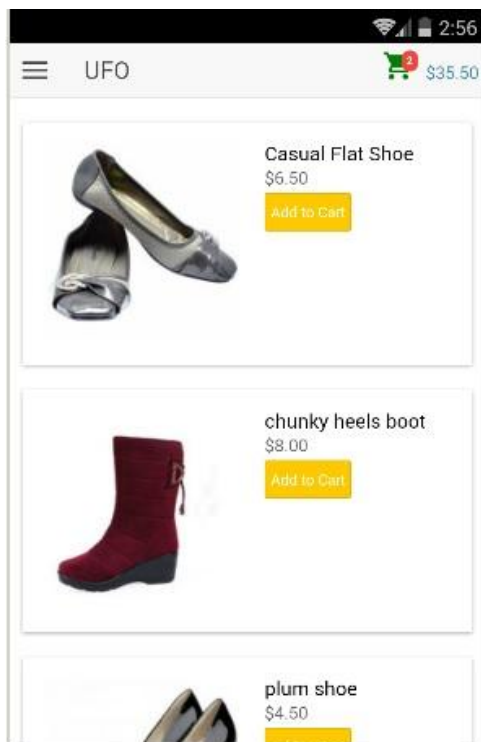 2:56
UFO
2
$35.50
Casual Flat Shoe
$6.50
Add to Cart
chunky heels boot
$8.00
Add to Cart
plum shoe
$4.50